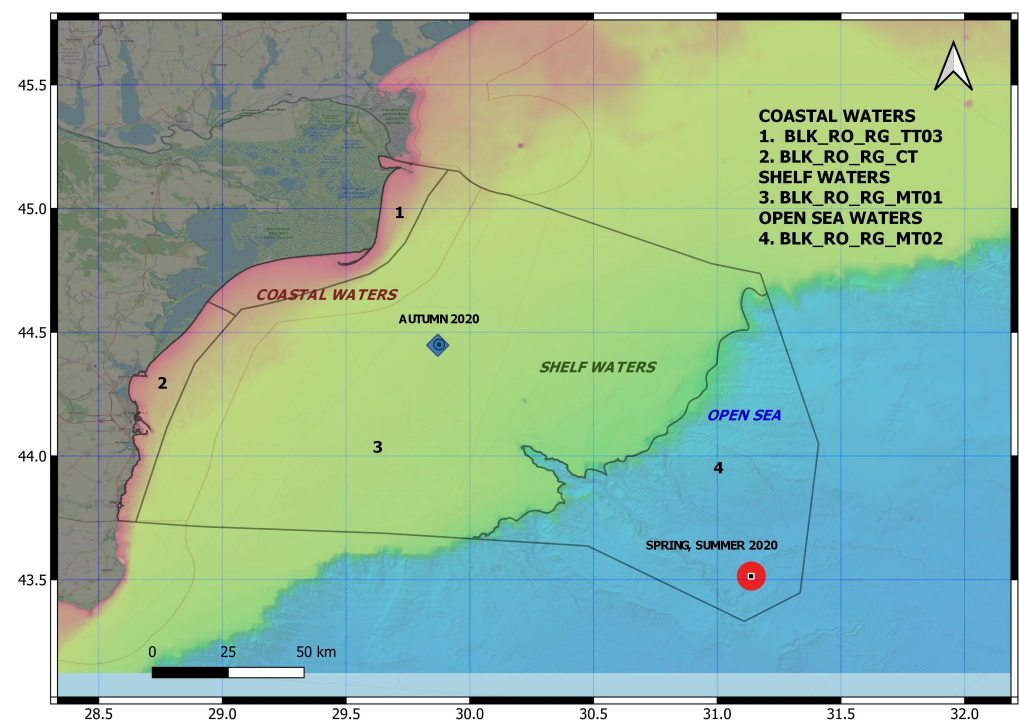 COASTAL WATERS
1. BLK_RO_RG_TT03
2. BLK_RO_RG_CT
SHELF WATERS
3. BLK_RO_RG_MT01
OPEN SEA WATERS
4. BLK_RO_RG_MT02
45.5
45.0
44.5
44.0
43.5
1
COASTAL WATERS
AUTUMN 2020
SHELF WATERS
2
OPEN SEA
3
4
SPRING, SUMMER 2020
0 25 50 km
28.5 29.0 29.5 30.0 30.5 31.0 31.5 32.0